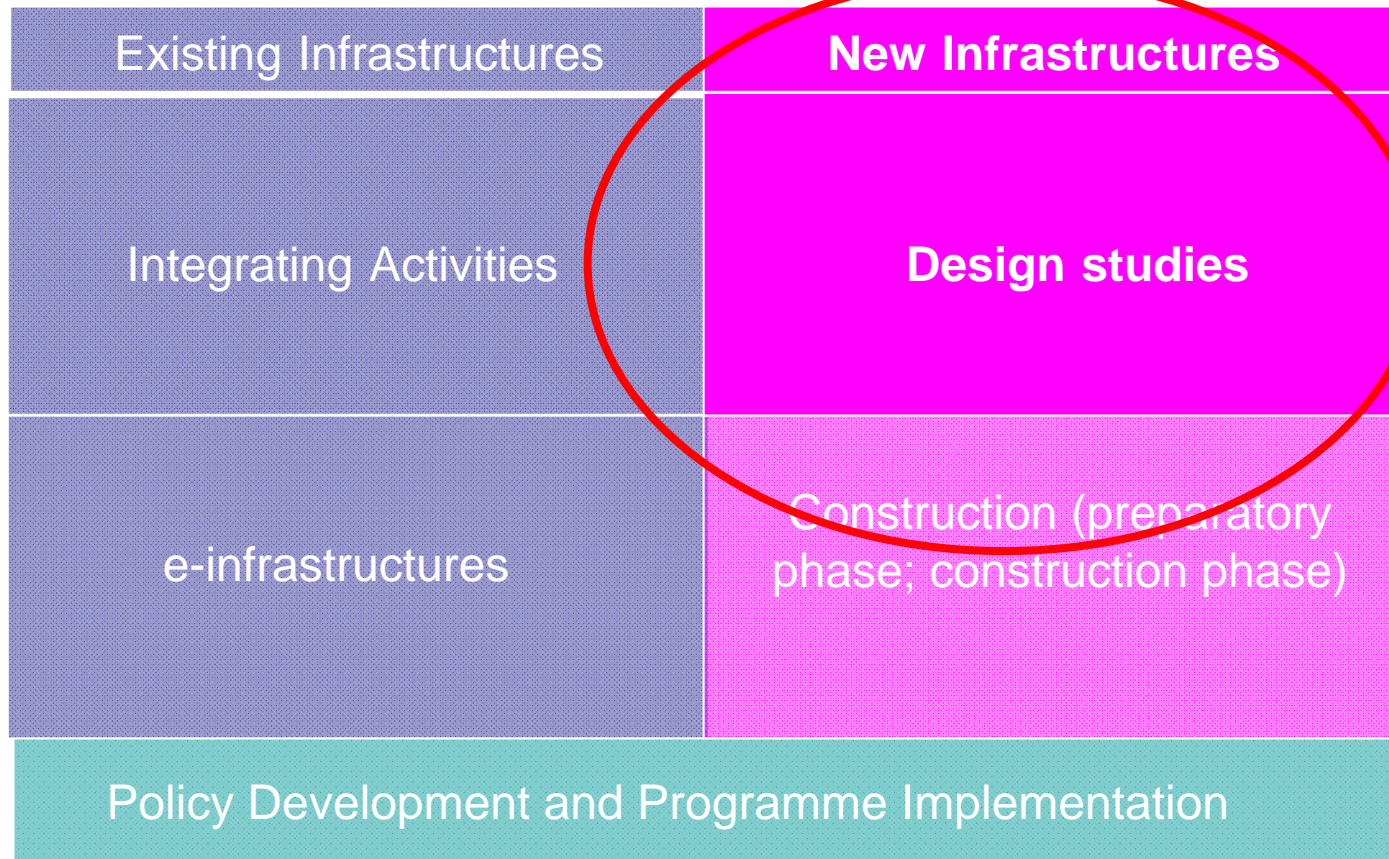 Existing Infrastructures
New Infrastructures
Integrating Activities
Design studies
e-infrastructures
Construction (preparatory
phase; construction phase)
Policy Development and Programme Implementation